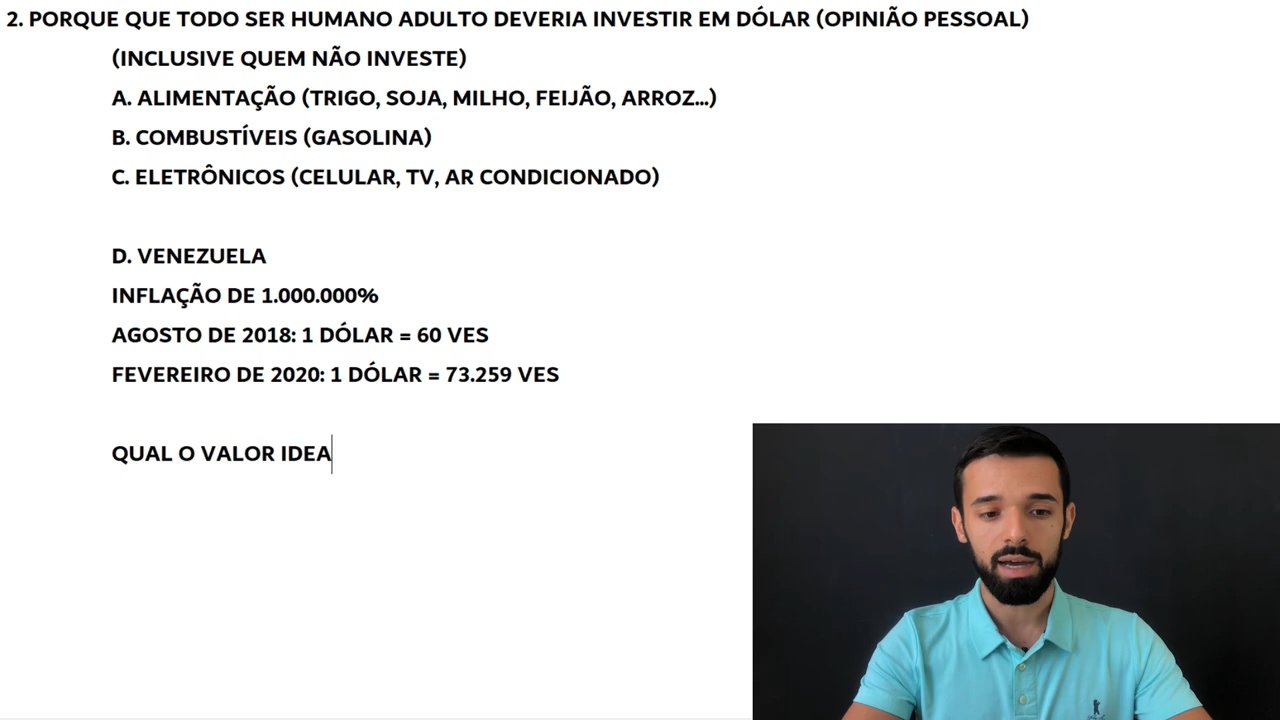 2. PORQUE QUE TODO SER HUMANO ADULTO DEVERIA INVESTIR EM DÓLAR (OPINIÃO PESSOAL)
(INCLUSIVE QUEM NÃO INVESTE)
A. ALIMENTAÇÃO (TRIGO, SOJA, MILHO, FEIJÃO, ARROZ...)
B. COMBUSTÍVEIS (GASOLINA)
C. ELETRÔNICOS (CELULAR, TV, AR CONDICIONADO)
D. VENEZUELA
INFLAÇÃO DE 1.000.000%
AGOSTO DE 2018: 1 DÓLAR = 60 VES
FEVEREIRO DE 2020: 1 DÓLAR = 73.259 VES
QUAL O VALOR IDEA